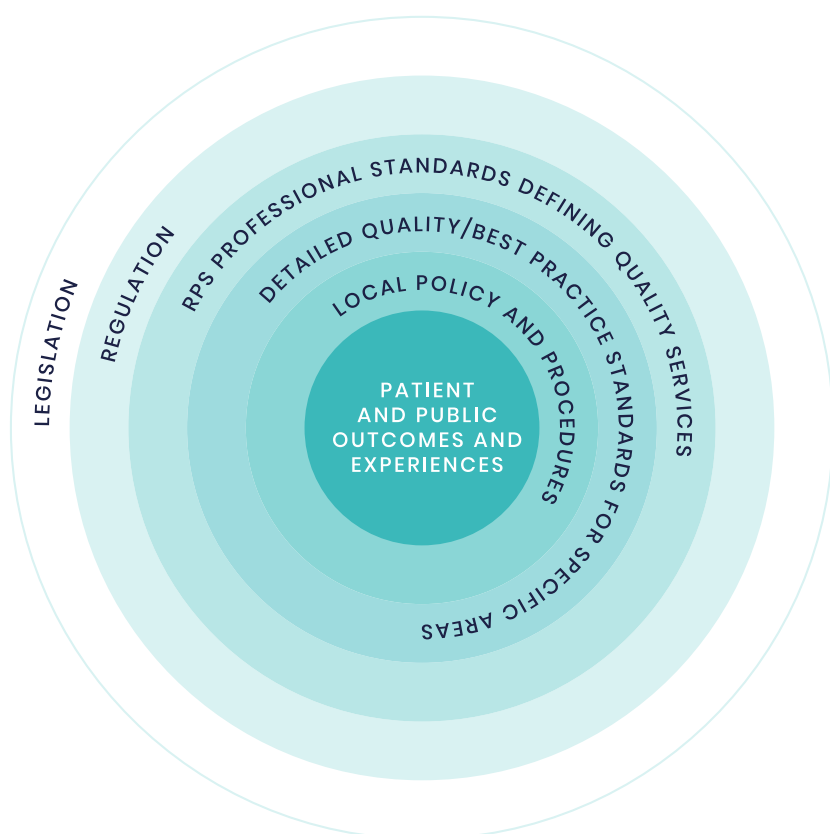 LEGISLATION
REGULATION
RPS PROFESSIONAL STANDARDS DEFINING QUALITY SERVICES
DETAILED QUALITY/BEST PRACTICE STANDARDS FOR SPECIFIC AREAS
LOCAL POLICY AND PROCEDURES
PATIENT
AND PUBLIC
OUTCOMES AND
EXPERIENCES